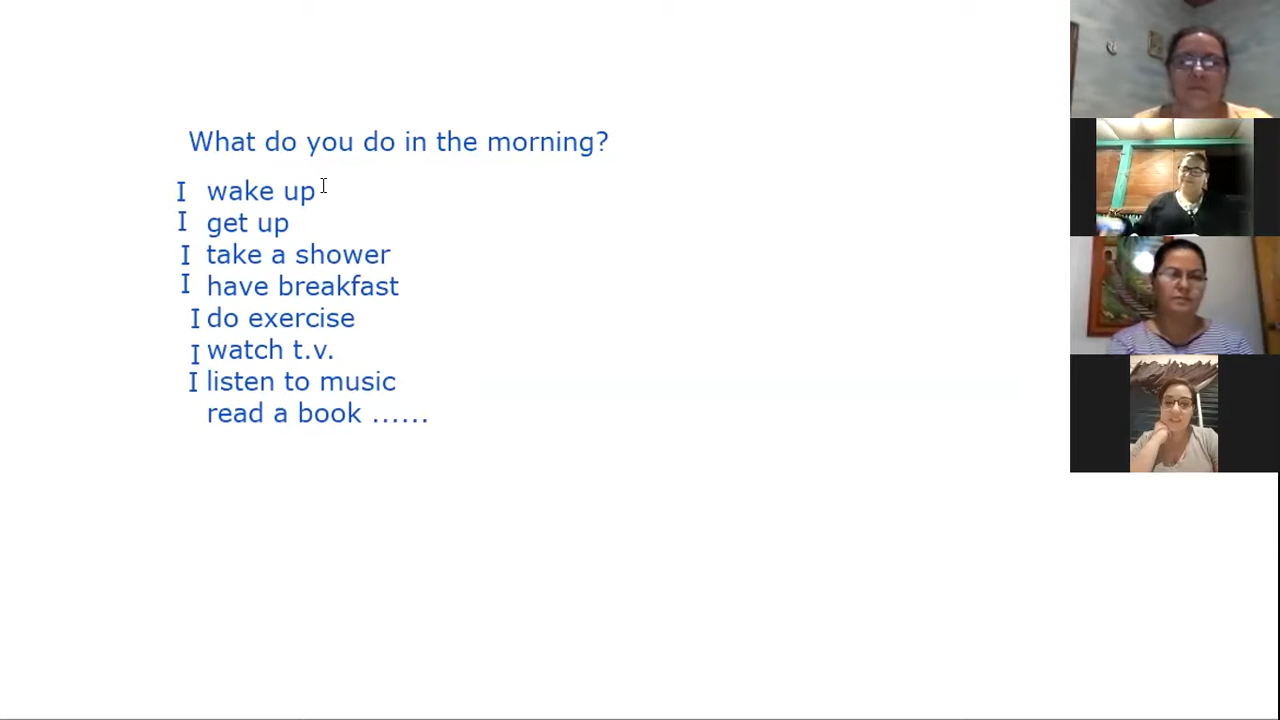 What do you do in the morning?
I wake up
I get up
I take a shower
I have breakfast
I do exercise
I watch t.v.
I listen to music
read a book ......